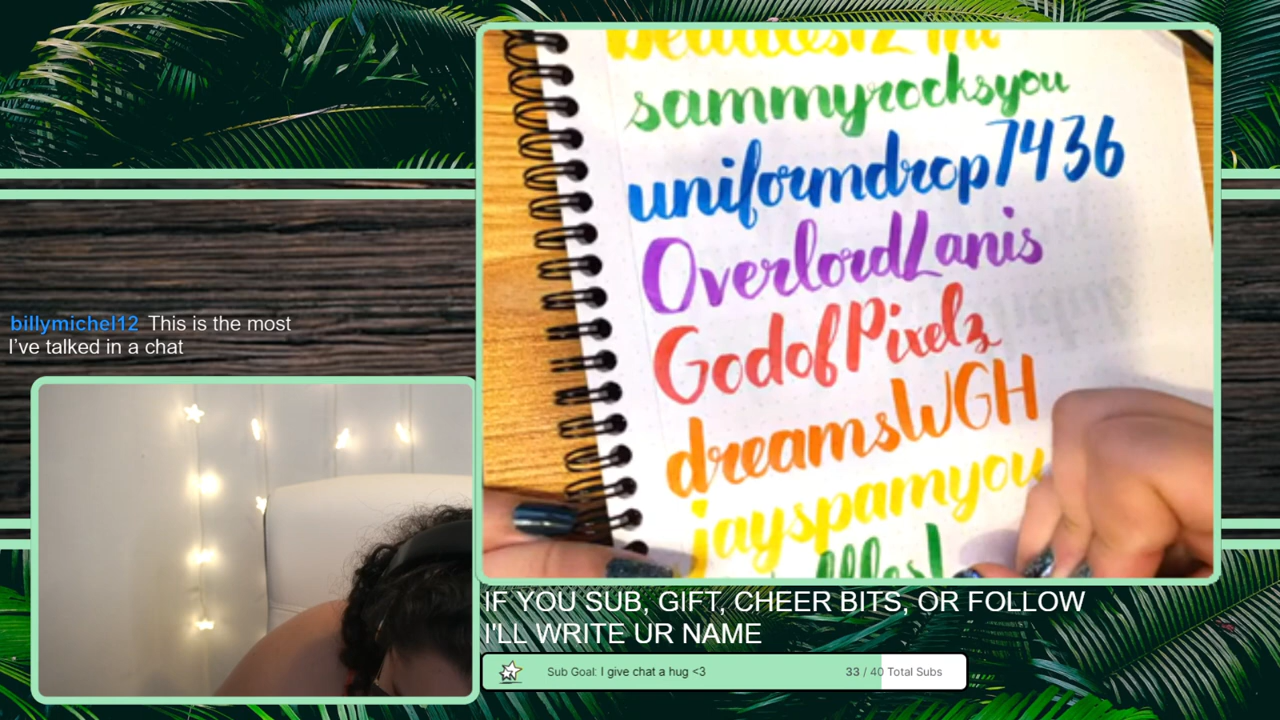 sammyrocksyou
uniformdrop7436
OverlordLanis
GodofPixelz
dreamsWGH
jayspamyou
billymichel12 This is the most
I've talked in a chat
IF YOU SUB, GIFT, CHEER BITS, OR FOLLOW
I'LL WRITE UR NAME
Sub Goal: I give chat a hug <3 33 / 40 Total Subs